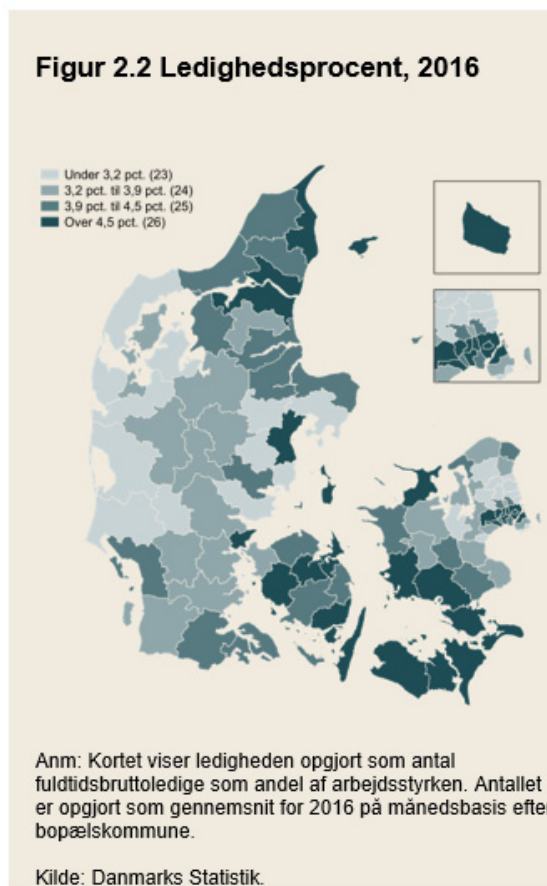 Figur 2.2 Ledighedsprocent, 2016
Under 3,2 pct. (23)
3,2 pct. til 3,9 pct. (24)
3,9 pct. til 4,5 pct. (25)
Over 4,5 pct. (26)
Anm: Kortet viser ledigheden opgjort som antal
fuldtidsbruttoledige som andel af arbejdsstyrken. Antallet
er opgjort som gennemsnit for 2016 på månedsbasis efte
bopælskommune.
Kilde: Danmarks Statistik.